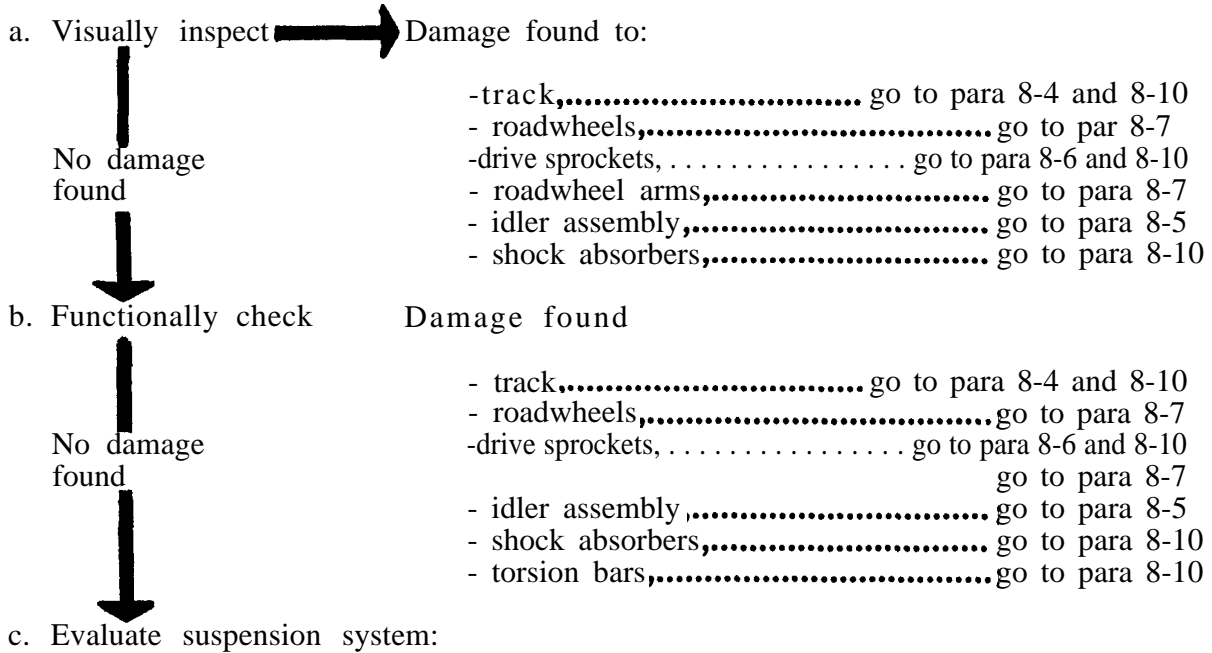 a. Visually inspect Damage found to:
-track,.............................. go to para 8-4 and 8-10
- roadwheels,................................... go to par 8-7
No damage
-drive sprockets, . . . . . . . . . . . . . . . . . go to para 8-6 and 8-10
found
- roadwheel arms,........................... go to para 8-7
- idler assembly,............................. go to para 8-5
- shock absorbers,........................... go to para 8-10
b. Functionally check Damage found
- track,.............................. go to para 8-4 and 8-10
- roadwheels,................................... go to para 8-7
No damage
-drive sprockets, . . . . . . . . . . . . . . . . . go to para 8-6 and 8-10
found
go to para 8-7
- idler assembly ,............................. go to para 8-5
- shock absorbers,........................... go to para 8-10
- torsion bars,................................. go to para 8-10
c. Evaluate suspension system: